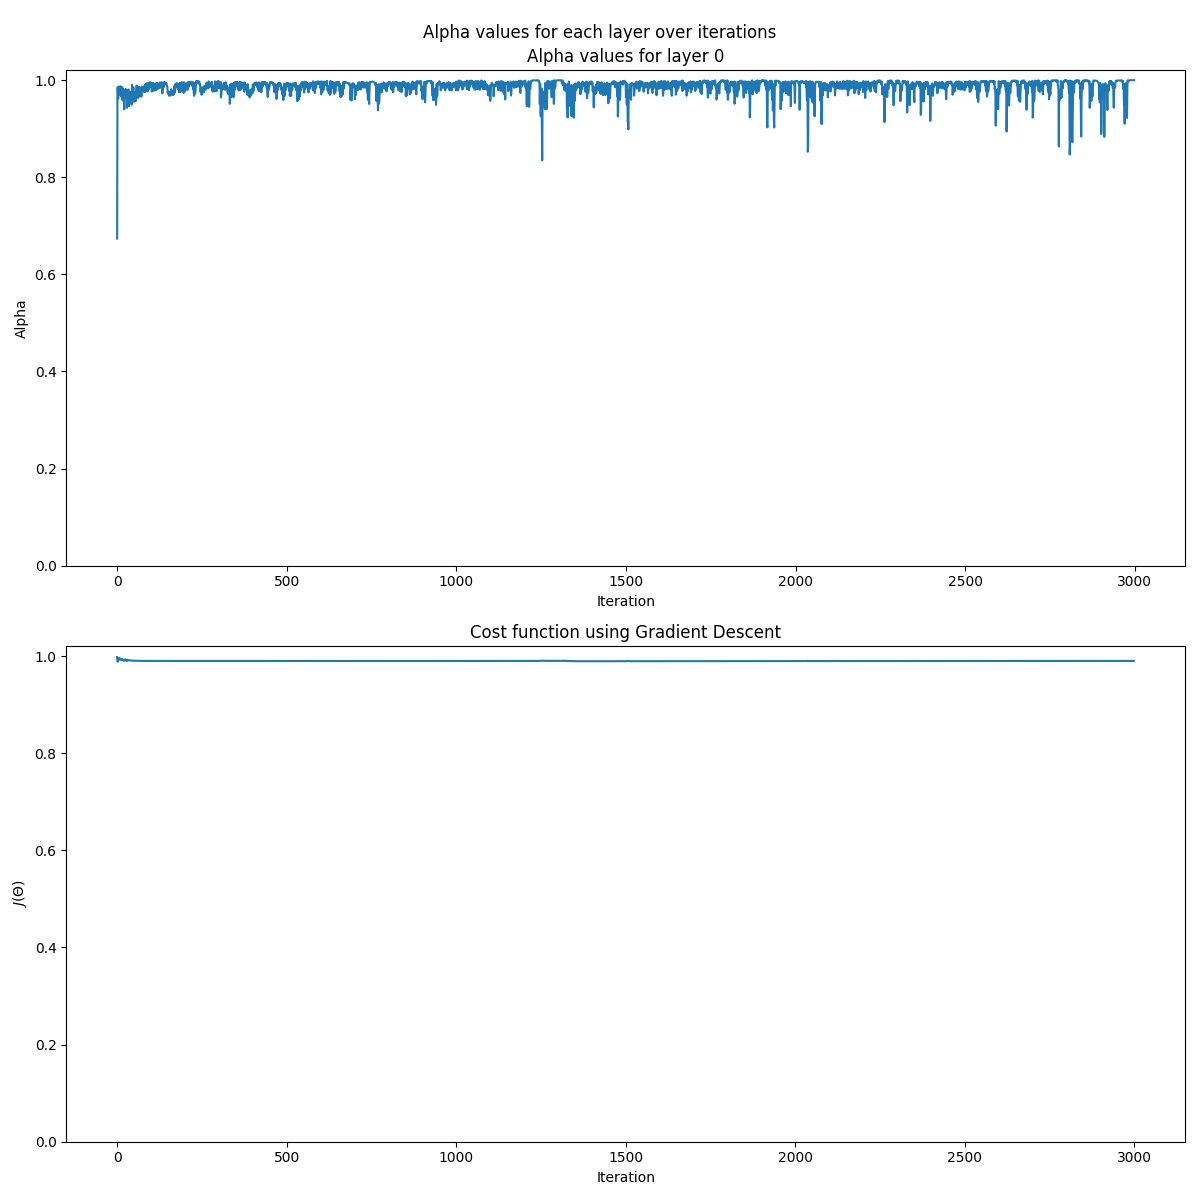 Alpha values for each layer over iterations
Alpha values for layer 0
1.0
0.8
0.6
0.4
0.2
0.0
Alpha
0 500 1000 1500 2000 2500 3000
Iteration
Cost function using Gradient Descent
1.0
0.8
0.6
0.4
0.2
0.0
J(Θ)
0 500 1000 1500 2000 2500 3000
Iteration